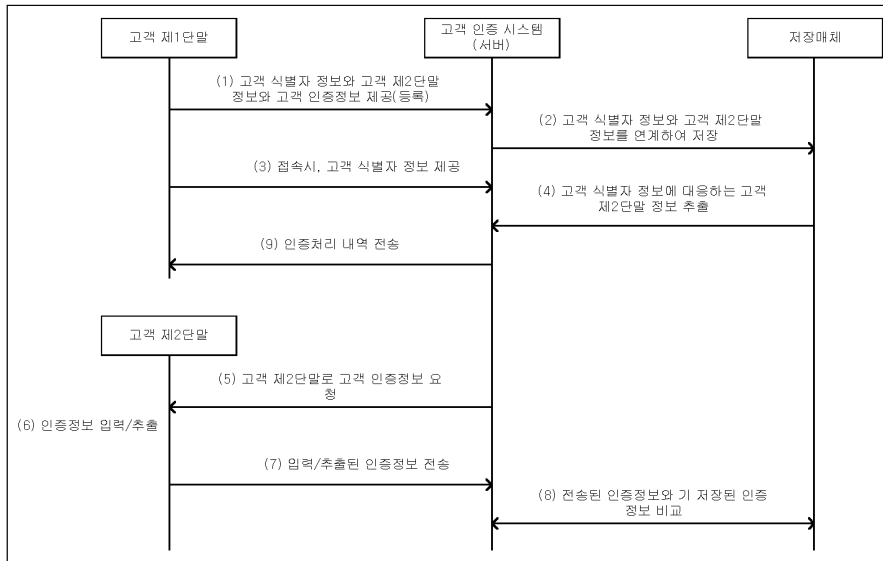 고객 제1단말
고객 인증 시스템
(서버)
저장매체
(1) 고객 식별자 정보와 고객 제2단말
정보와 고객 인증정보 제공(등록)
(2) 고객 식별자 정보와 고객 제2단말
정보를 연계하여 저장
(3) 접속시, 고객 식별자 정보 제공
(4) 고객 식별자 정보에 대응하는 고객
제2단말 정보 추출
(9) 인증처리 내역 전송
고객 제2단말
(5) 고객 제2단말로 고객 인증정보 요
청
(6) 인증정보 입력/추출
(7) 입력/추출된 인증정보 전송
(8) 전송된 인증정보와 기 저장된 인증
정보 비교